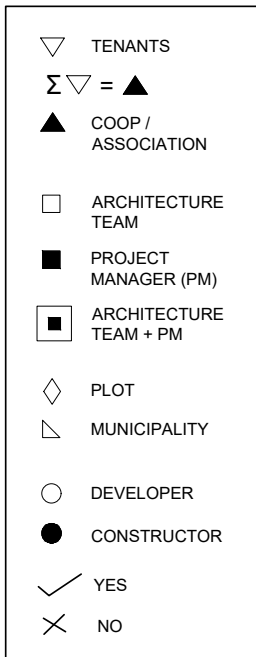 TENANTS
Σ▽ = ▲
COOP /
ASSOCIATION
ARCHITECTURE
TEAM
PROJECT
MANAGER (PM)
ARCHITECTURE
TEAM + PM
PLOT
MUNICIPALITY
DEVELOPER
CONSTRUCTOR
YES
NO